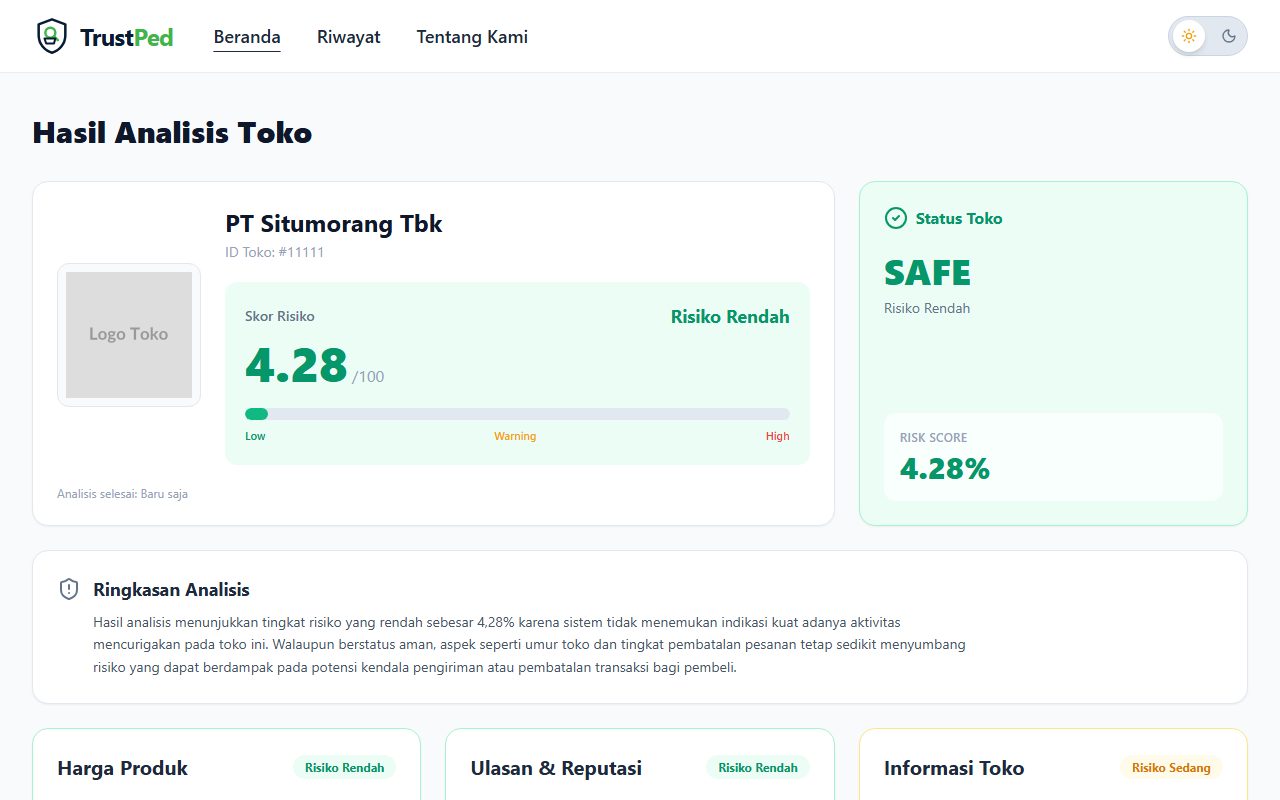 TrustPed
Beranda
Riwayat
Tentang Kami
Hasil Analisis Toko
Logo Toko
PT Situmorang Tbk
ID Toko: #11111
Skor Risiko
Risiko Rendah
4.28 /100
Low
Warning
High
Analisis selesai: Baru saja
Status Toko
SAFE
Risiko Rendah
RISK SCORE
4.28%
Ringkasan Analisis
Hasil analisis menunjukkan tingkat risiko yang rendah sebesar 4,28% karena sistem tidak menemukan indikasi kuat adanya aktivitas
mencurigakan pada toko ini. Walaupun berstatus aman, aspek seperti umur toko dan tingkat pembatalan pesanan tetap sedikit menyumbang
risiko yang dapat berdampak pada potensi kendala pengiriman atau pembatalan transaksi bagi pembeli.
Harga Produk
Risiko Rendah
Ulasan & Reputasi
Risiko Rendah
Informasi Toko
Risiko Sedang